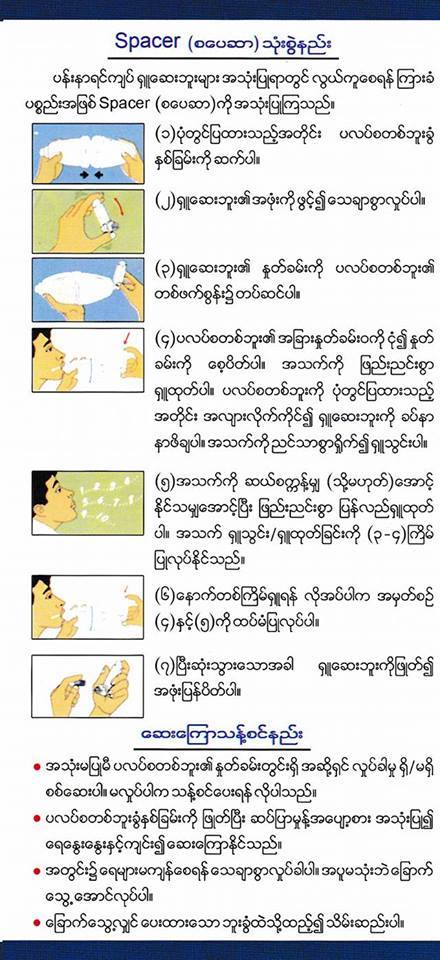 Spacer (စပေဆာ) သုံးစွဲနည်း
ပန်းနာရင်ကျပ် ရှူဆေးဘူးများ အသုံးပြုရာတွင် လွယ်ကူစေရန် ကြားခံ
ပစ္စည်းအဖြစ် Spacer (စပေဆာ)ကို အသုံးပြုကြသည်။
(၁)ပုံတွင်ပြထားသည့်အတိုင်း ပလပ်စတစ်ဘူးခွံ
နှစ်ခြမ်းကို ဆက်ပါ။
(၂)ရှူဆေးဘူး၏ အဖုံးကို ဖွင့်၍ သေချာစွာလှုပ်ပါ။
(၃)ရှူဆေးဘူး၏ နှုတ်ခမ်းကို ပလပ်စတစ်ဘူး၏
တစ်ဖက်စွန်း၌ တပ်ဆင်ပါ။
(၄)ပလပ်စတစ်ဘူး၏ အခြားနှုတ်ခမ်းဝကို ငုံ၍ နှုတ်
ခမ်းကို စေ့ပိတ်ပါ။ အသက်ကို ဖြည်းညင်းစွာ
ရှူထုတ်ပါ။ ပလပ်စတစ်ဘူးကို ပုံတွင်ပြထားသည့်
အတိုင်း အလျားလိုက်ကိုင်၍ ရှူဆေးဘူးကို ခပ်နာ
နာဖိချပါ။ အသက်ကို ညင်သာစွာရှိုက်၍ ရှူသွင်းပါ။
1..2..3..4..
5..6..7..8..
9..10..
(၅)အသက်ကို ဆယ်စက္ကန့်မျှ (သို့မဟုတ်)အောင့်
နိုင်သမျှအောင့်ပြီး ဖြည်းညင်းစွာ ပြန်လည်ရှူထုတ်
ပါ။ အသက် ရှူသွင်း/ရှူထုတ်ခြင်းကို (၃-၄)ကြိမ်
ပြုလုပ်နိုင်သည်။
(၆)နောက်တစ်ကြိမ်ရှူရန် လိုအပ်ပါက အမှတ်စဉ်
(၄)နှင့်(၅)ကို ထပ်မံပြုလုပ်ပါ။
(၇)ပြီးဆုံးသွားသောအခါ ရှူဆေးဘူးကိုဖြုတ်၍
အဖုံးပြန်ပိတ်ပါ။
ဆေးကြောသန့်စင်နည်း
• အသုံးမပြုမီ ပလပ်စတစ်ဘူး၏ နှုတ်ခမ်းတွင်းရှိ အဆို့ရှင် လှုပ်ခါမှု ရှိ/မရှိ
စစ်ဆေးပါ။ မလှုပ်ပါက သန့်စင်ပေးရန် လိုပါသည်။
• ပလပ်စတစ်ဘူးခွံနှစ်ခြမ်းကို ဖြုတ်ပြီး ဆပ်ပြာမှုန့်အပျော့စား အသုံးပြု၍
ရေနွေးနွေးနှင့်ကျင်း၍ ဆေးကြောနိုင်သည်။
• အတွင်း၌ ရေများမကျန်စေရန် သေချာစွာလှုပ်ခါပါ။ အပူမသုံးဘဲ ခြောက်
သွေ့အောင်လုပ်ပါ။
• ခြောက်သွေ့လျှင် ပေးထားသော ဘူးခွံထဲသို့ထည့်၍ သိမ်းဆည်းပါ။